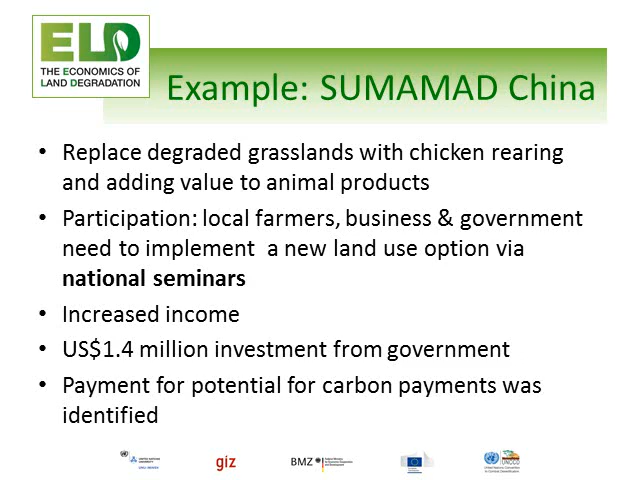 ELD
THE ECONOMICS OF
LAND DEGRADATION
Example: SUMAMAD China
• Replace degraded grasslands with chicken rearing
and adding value to animal products
• Participation: local farmers, business & government
need to implement a new land use option via
national seminars
• Increased income
• US$1.4 million investment from government
• Payment for potential for carbon payments was
identified
giz
BMZ